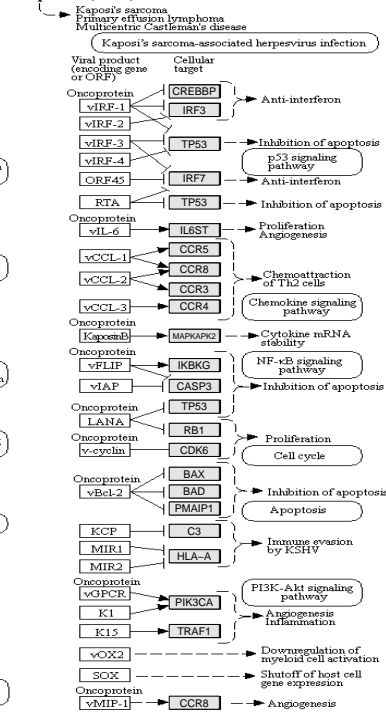 Kaposi's sarcoma
Primary effusion lymphoma
Multicentric Castleman's disease
Kaposi's sarcoma-associated herpesvirus infection
Viral product
(encoding gene
or ORF)
Cellular
target
Oncoprotein
vIRF-1
CREBBP
IRF3
Anti-interferon
vIRF-2
vIRF-3
TP53
Inhibition of apoptosis
vIRF-4
p53 signaling
pathway
ORF45
IRF7
Anti-interferon
RTA
TP53
Inhibition of apoptosis
Oncoprotein
vIL-6
IL6ST
Proliferation
Angiogenesis
vCCL-1
CCR5
CCR8
vCCL-2
CCR3
Chemoattraction
of Th2 cells
vCCL-3
CCR4
Chemokine signaling
pathway
Oncoprotein
KaposinB
MAPKAPK2
Cytokine mRNA
stability
Oncoprotein
vFLIP
IKBKG
NF-κB signaling
pathway
vIAP
CASP3
Inhibition of apoptosis
Oncoprotein
LANA
TP53
RB1
Oncoprotein
v-cyclin
CDK6
Proliferation
Cell cycle
Oncoprotein
vBcl-2
BAX
BAD
PMAIP1
Inhibition of apoptosis
Apoptosis
KCP
C3
MIR1
MIR2
HLA-A
Immune evasion
by KSHV
Oncoprotein
vGPCR
K1
PIK3CA
PI3K-Akt signaling
pathway
K15
TRAF1
Angiogenesis
Inflammation
vOX2
Downregulation of
myeloid cell activation
SOX
Shutoff of host cell
gene expression
Oncoprotein
vMIP-1
CCR8
Angiogenesis